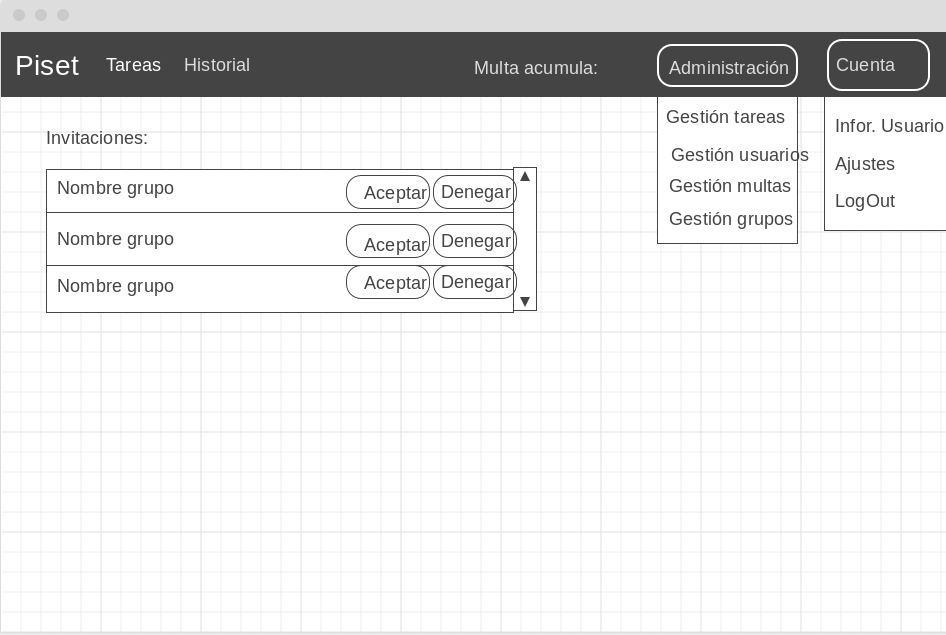 Piset Tareas Historial Multa acumula: Administración Cuenta
Invitaciones:
Nombre grupo Aceptar Denegar
Nombre grupo Aceptar Denegar
Nombre grupo Aceptar Denegar
Gestión tareas
Gestión usuarios
Gestión multas
Gestión grupos
Infor. Usuario
Ajustes
LogOut